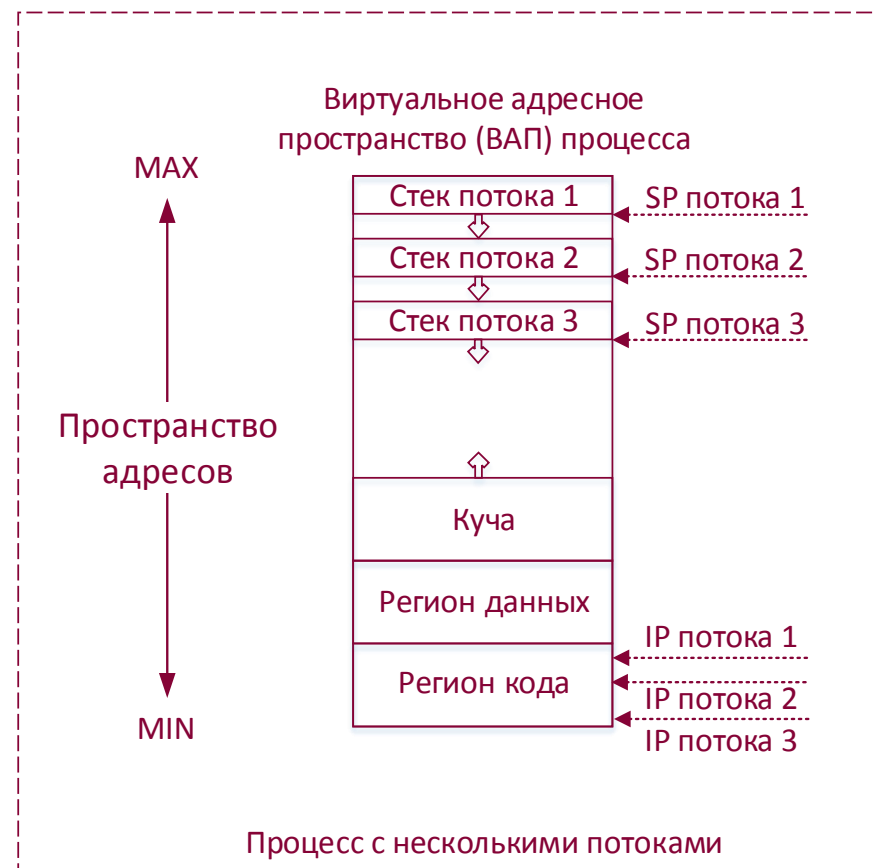 Виртуальное адресное
пространство (ВАП) процесса
MAX
Стек потока 1
SP потока 1
Стек потока 2
SP потока 2
Стек потока 3
SP потока 3
Пространство
адресов
Куча
Регион данных
IP потока 1
Регион кода
IP потока 2
MIN
IP потока 3
Процесс с несколькими потоками